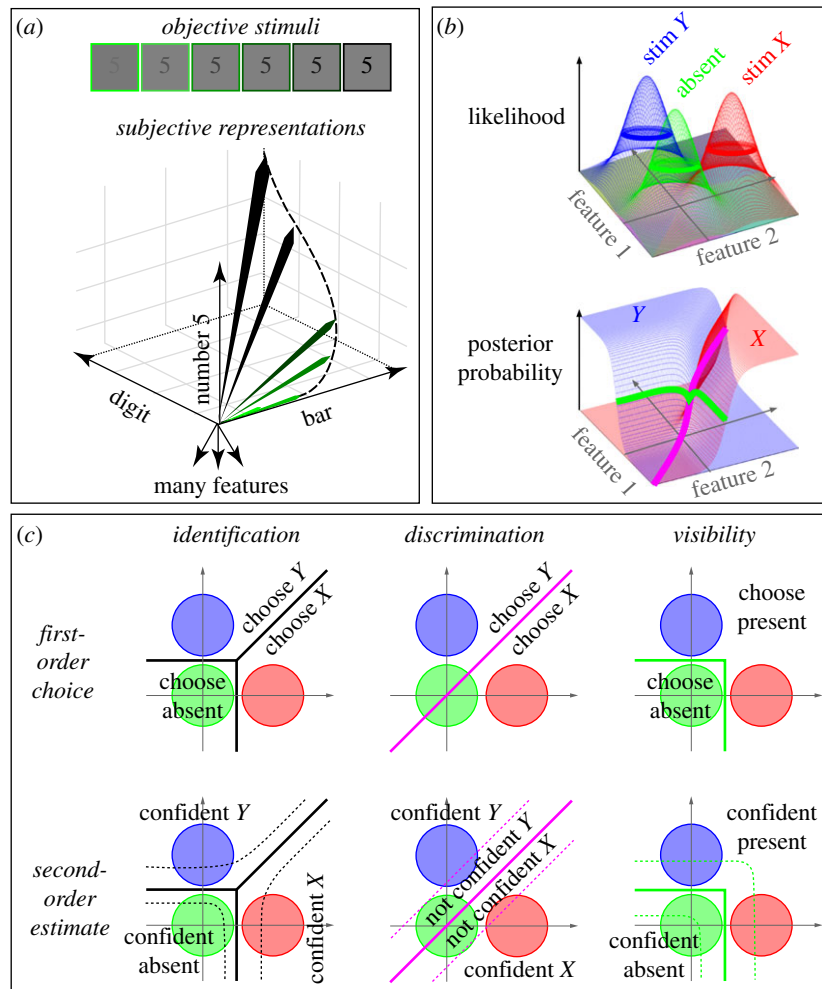 (a) objective stimuli
5 5 5 5 5 5
subjective representations
number 5
digit
bar
many features
(b)
stim Y
absent
stim X
likelihood
feature 1
feature 2
Y
X
posterior
probability
feature 1
feature 2
(c) identification discrimination visibility
first-
order
choice
choose Y
choose X
choose
absent
choose Y
choose X
choose
present
choose
absent
second-
order
estimate
confident Y
confident X
confident
absent
confident Y
not confident Y
not confident X
confident X
confident
present
confident
absent